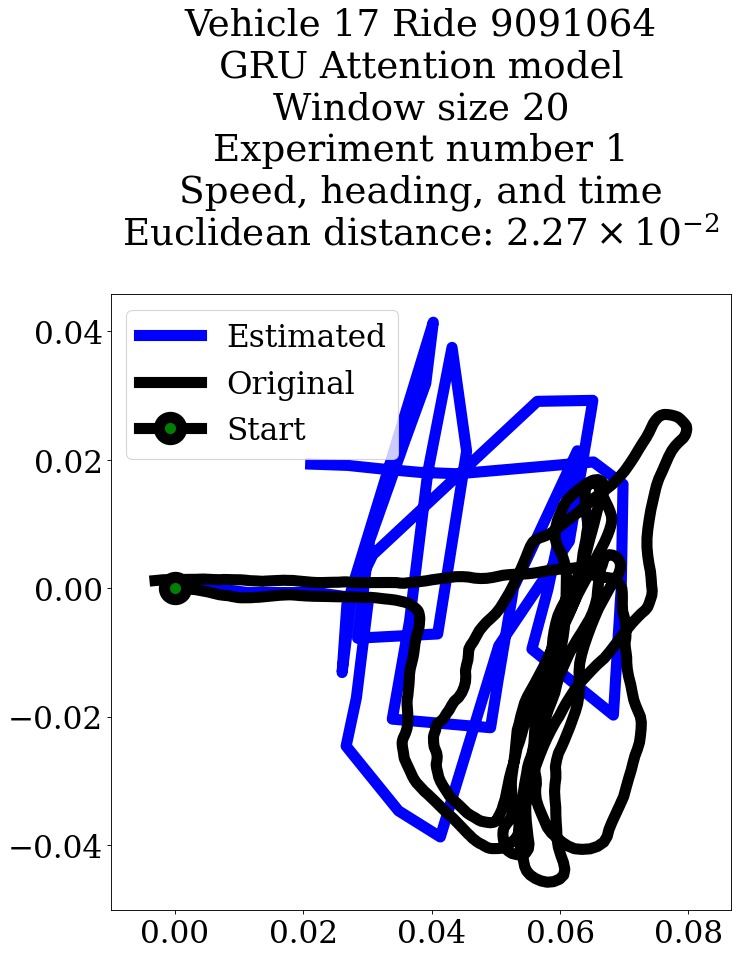 Vehicle 17 Ride 9091064
GRU Attention model
Window size 20
Experiment number 1
Speed, heading, and time
Euclidean distance: 2.27 × 10⁻²
Estimated
Original
Start
0.04
0.02
0.00
−0.02
−0.04
0.00 0.02 0.04 0.06 0.08